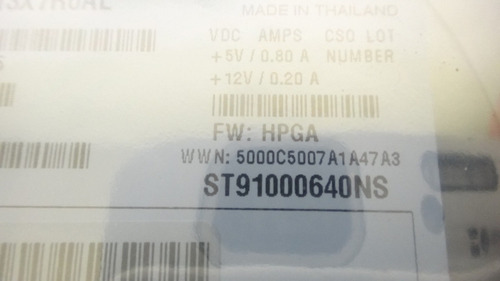 MADE IN THAILAND
VDC AMPS CSO LOT
+5V / 0.80 A NUMBER
+12V / 0.20 A
FW: HPGA
WWN: 5000C5007A1A47A3
ST91000640NS